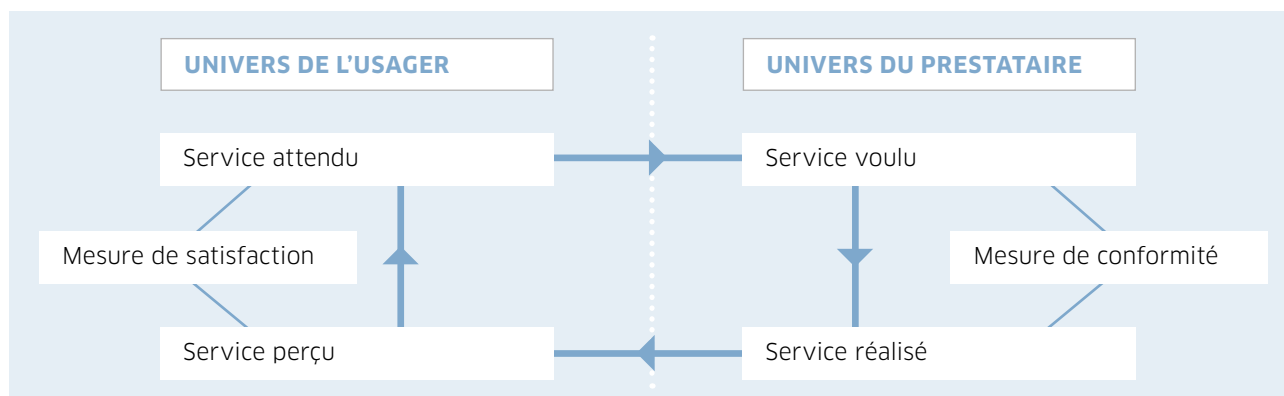 UNIVERS DE L'USAGER
UNIVERS DU PRESTATAIRE
Service attendu
Service voulu
Mesure de satisfaction
Mesure de conformité
Service perçu
Service réalisé